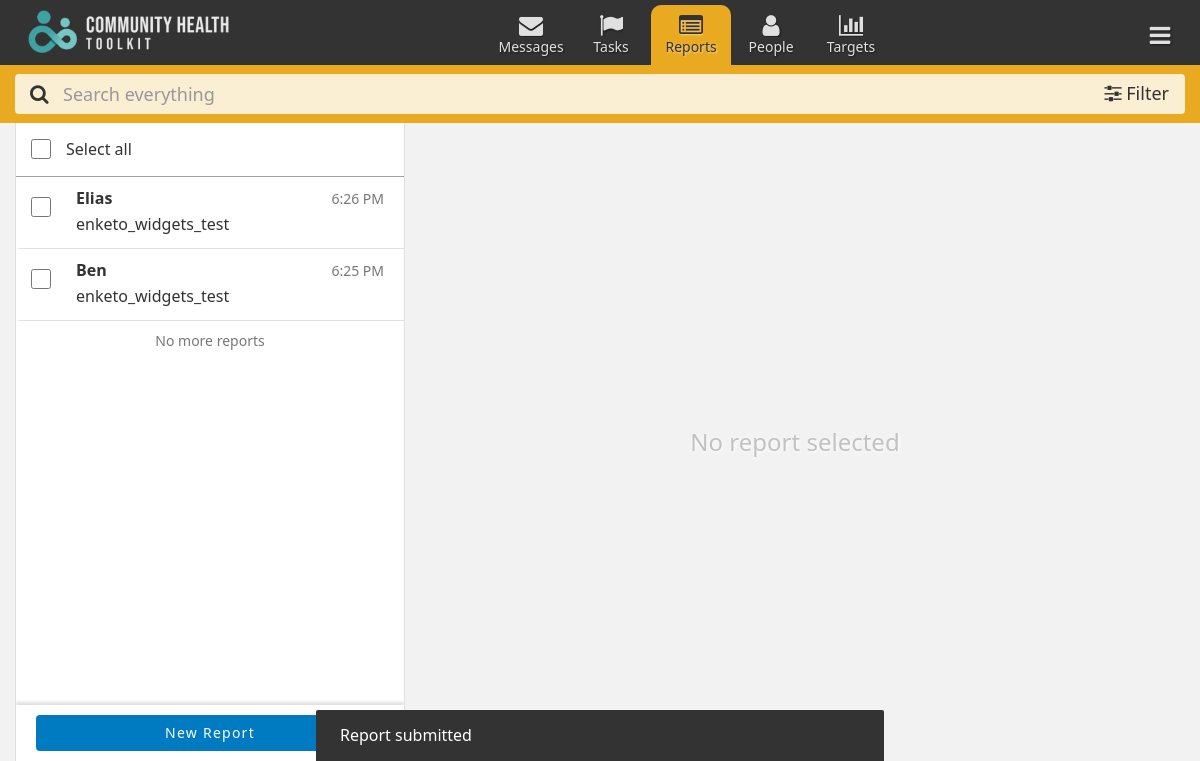 COMMUNITY HEALTH
TOOLKIT
Messages
Tasks
Reports
People
Targets
Search everything
Filter
Select all
Elias
6:26 PM
enketo_widgets_test
Ben
6:25 PM
enketo_widgets_test
No more reports
No report selected
New Report
Report submitted